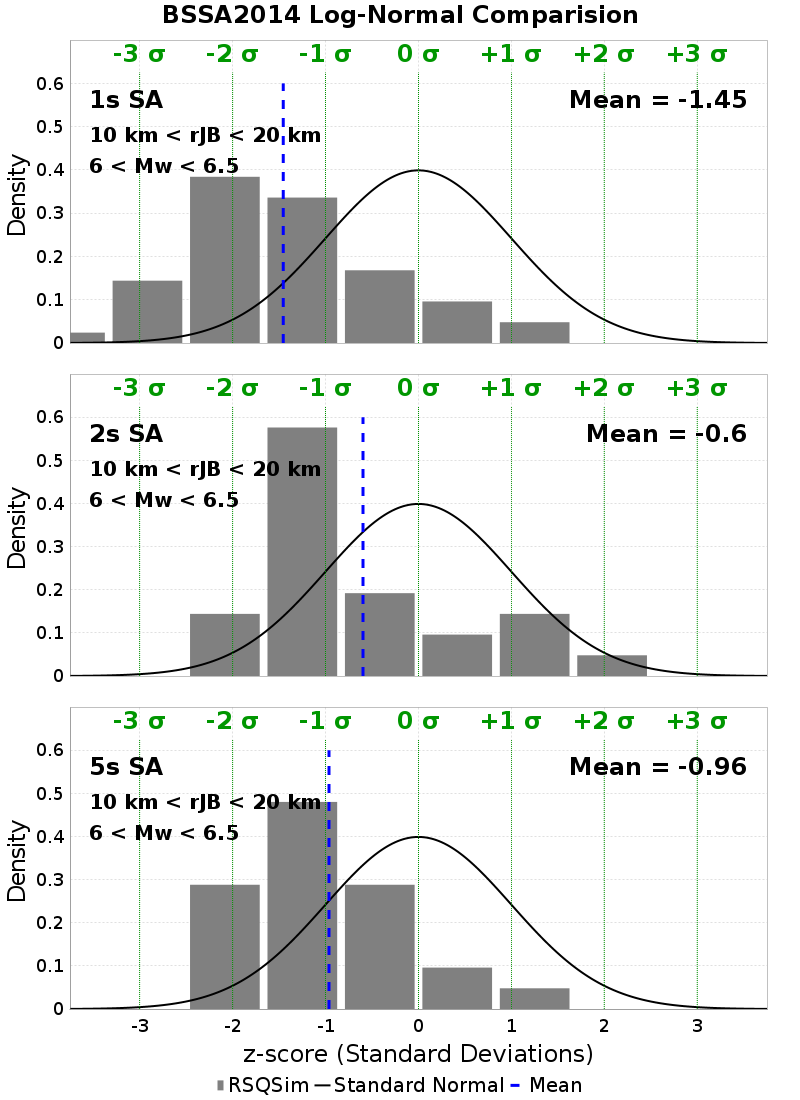 BSSA2014 Log-Normal Comparision
-3 σ -2 σ -1 σ 0 σ +1 σ +2 σ +3 σ
0.6
1s SA Mean = -1.45
0.5
10 km < rJB < 20 km
6 < Mw < 6.5
0.4
0.3
0.2
0.1
0
Density
-3 σ -2 σ -1 σ 0 σ +1 σ +2 σ +3 σ
0.6
2s SA Mean = -0.6
0.5
10 km < rJB < 20 km
6 < Mw < 6.5
0.4
0.3
0.2
0.1
0
Density
-3 σ -2 σ -1 σ 0 σ +1 σ +2 σ +3 σ
0.6
5s SA Mean = -0.96
0.5
10 km < rJB < 20 km
6 < Mw < 6.5
0.4
0.3
0.2
0.1
0
Density
-3 -2 -1 0 1 2 3
z-score (Standard Deviations)
RSQSim Standard Normal Mean